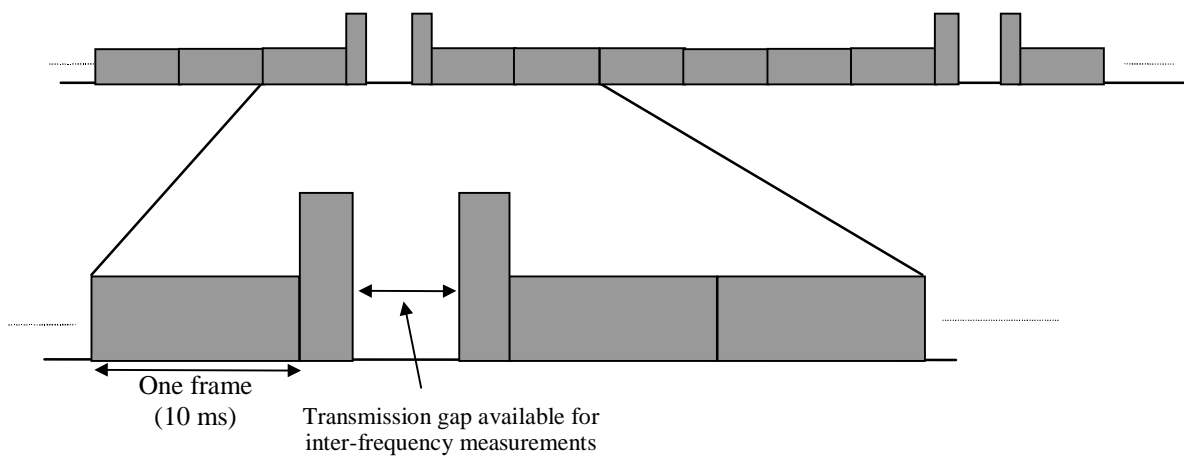 One frame
(10 ms)
Transmission gap available for
inter-frequency measurements